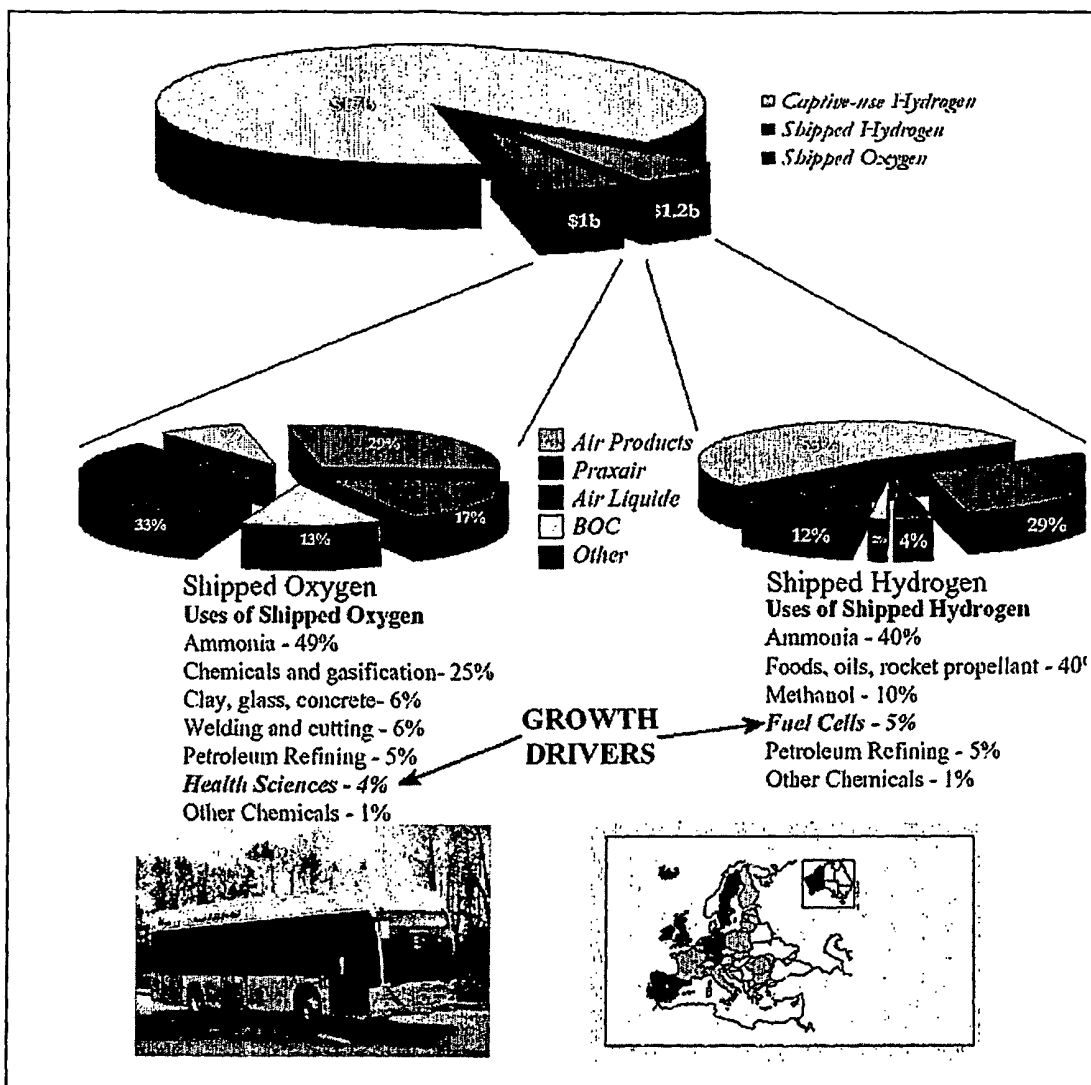 Captive-use Hydrogen
Shipped Hydrogen
Shipped Oxygen
$1b
$1.2b
Air Products
Praxair
Air Liquide
BOC
Other
29%
33%
13%
17%
12%
4%
29%
Shipped Oxygen
Uses of Shipped Oxygen
Ammonia - 49%
Chemicals and gasification- 25%
Clay, glass, concrete- 6%
Welding and cutting - 6%
Petroleum Refining - 5%
Health Sciences - 4%
Other Chemicals - 1%
GROWTH
DRIVERS
Shipped Hydrogen
Uses of Shipped Hydrogen
Ammonia - 40%
Foods, oils, rocket propellant - 40
Methanol - 10%
Fuel Cells - 5%
Petroleum Refining - 5%
Other Chemicals - 1%